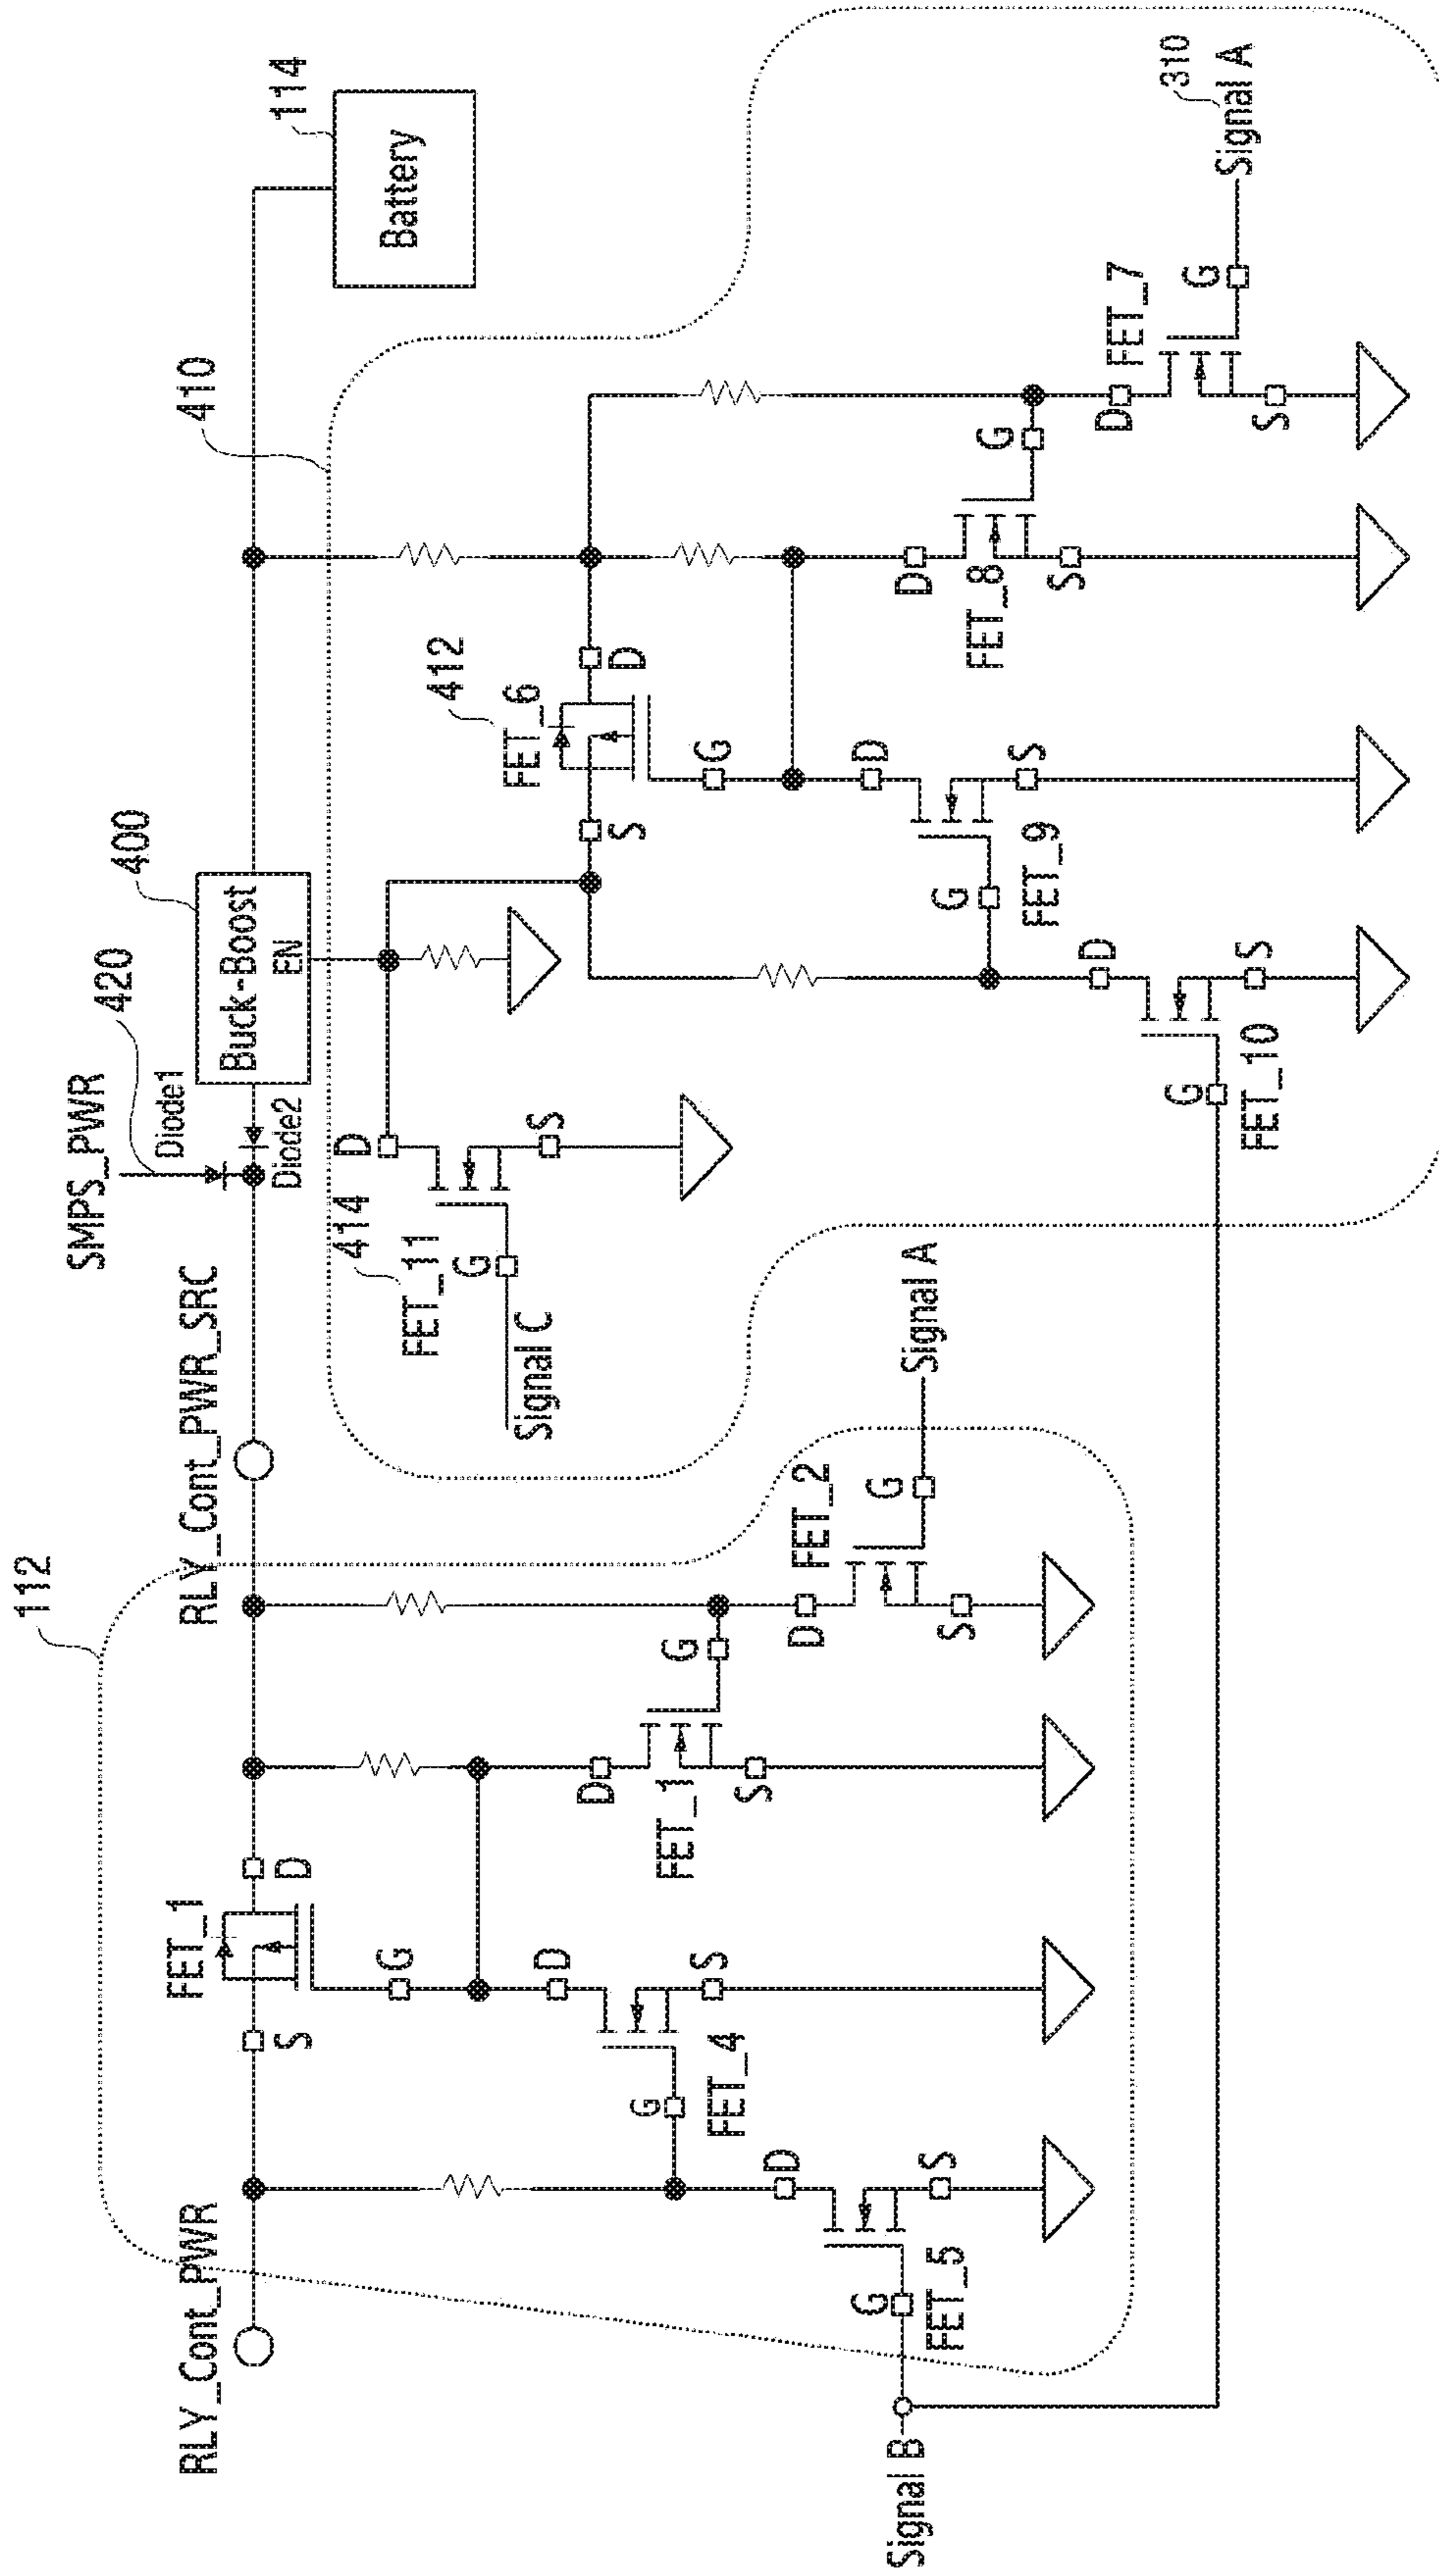 112
RLY_Cont_PWR
FET_1
S
D
G
D
S
FET_4
G
D
S
G
FET_5
Signal B
D
FET_1
S
G
D
FET_2
S
G
Signal A
RLY_Cont_PWR_SRC
SMPS_PWR
420
Diode1
Diode2
400
Buck-Boost
EN
410
114
Battery
414
FET_11
D
S
G
Signal C
412
FET_6
S
D
G
D
S
G
FET_9
D
S
G
FET_10
D
FET_8
S
G
D
FET_7
S
G
310
Signal A